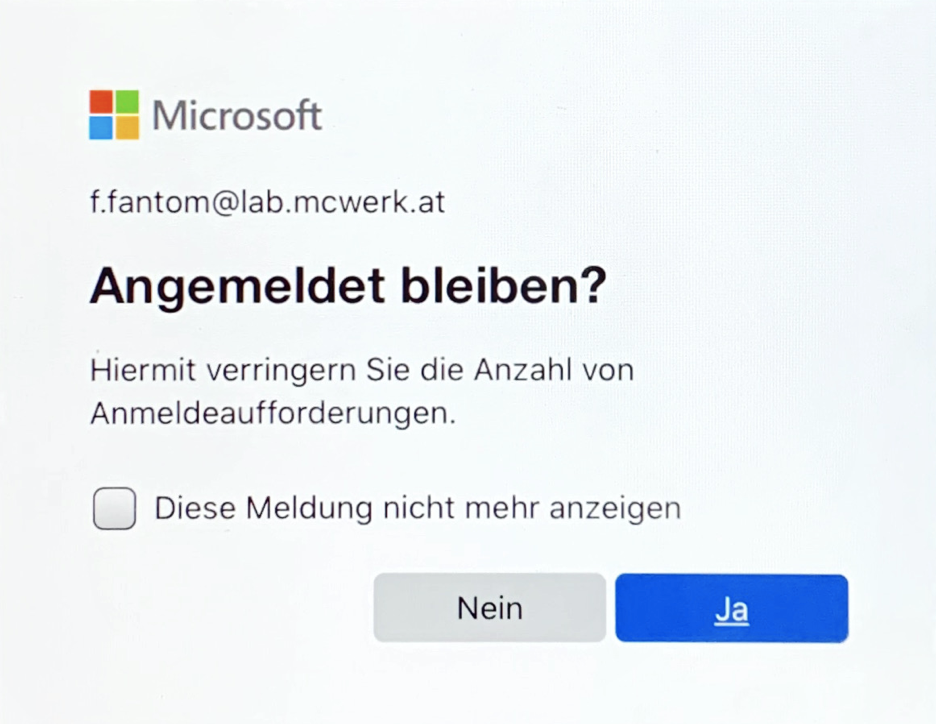 Microsoft
f.fantom@lab.mcwerk.at
Angemeldet bleiben?
Hiermit verringern Sie die Anzahl von
Anmeldeaufforderungen.
Diese Meldung nicht mehr anzeigen
Nein
Ja